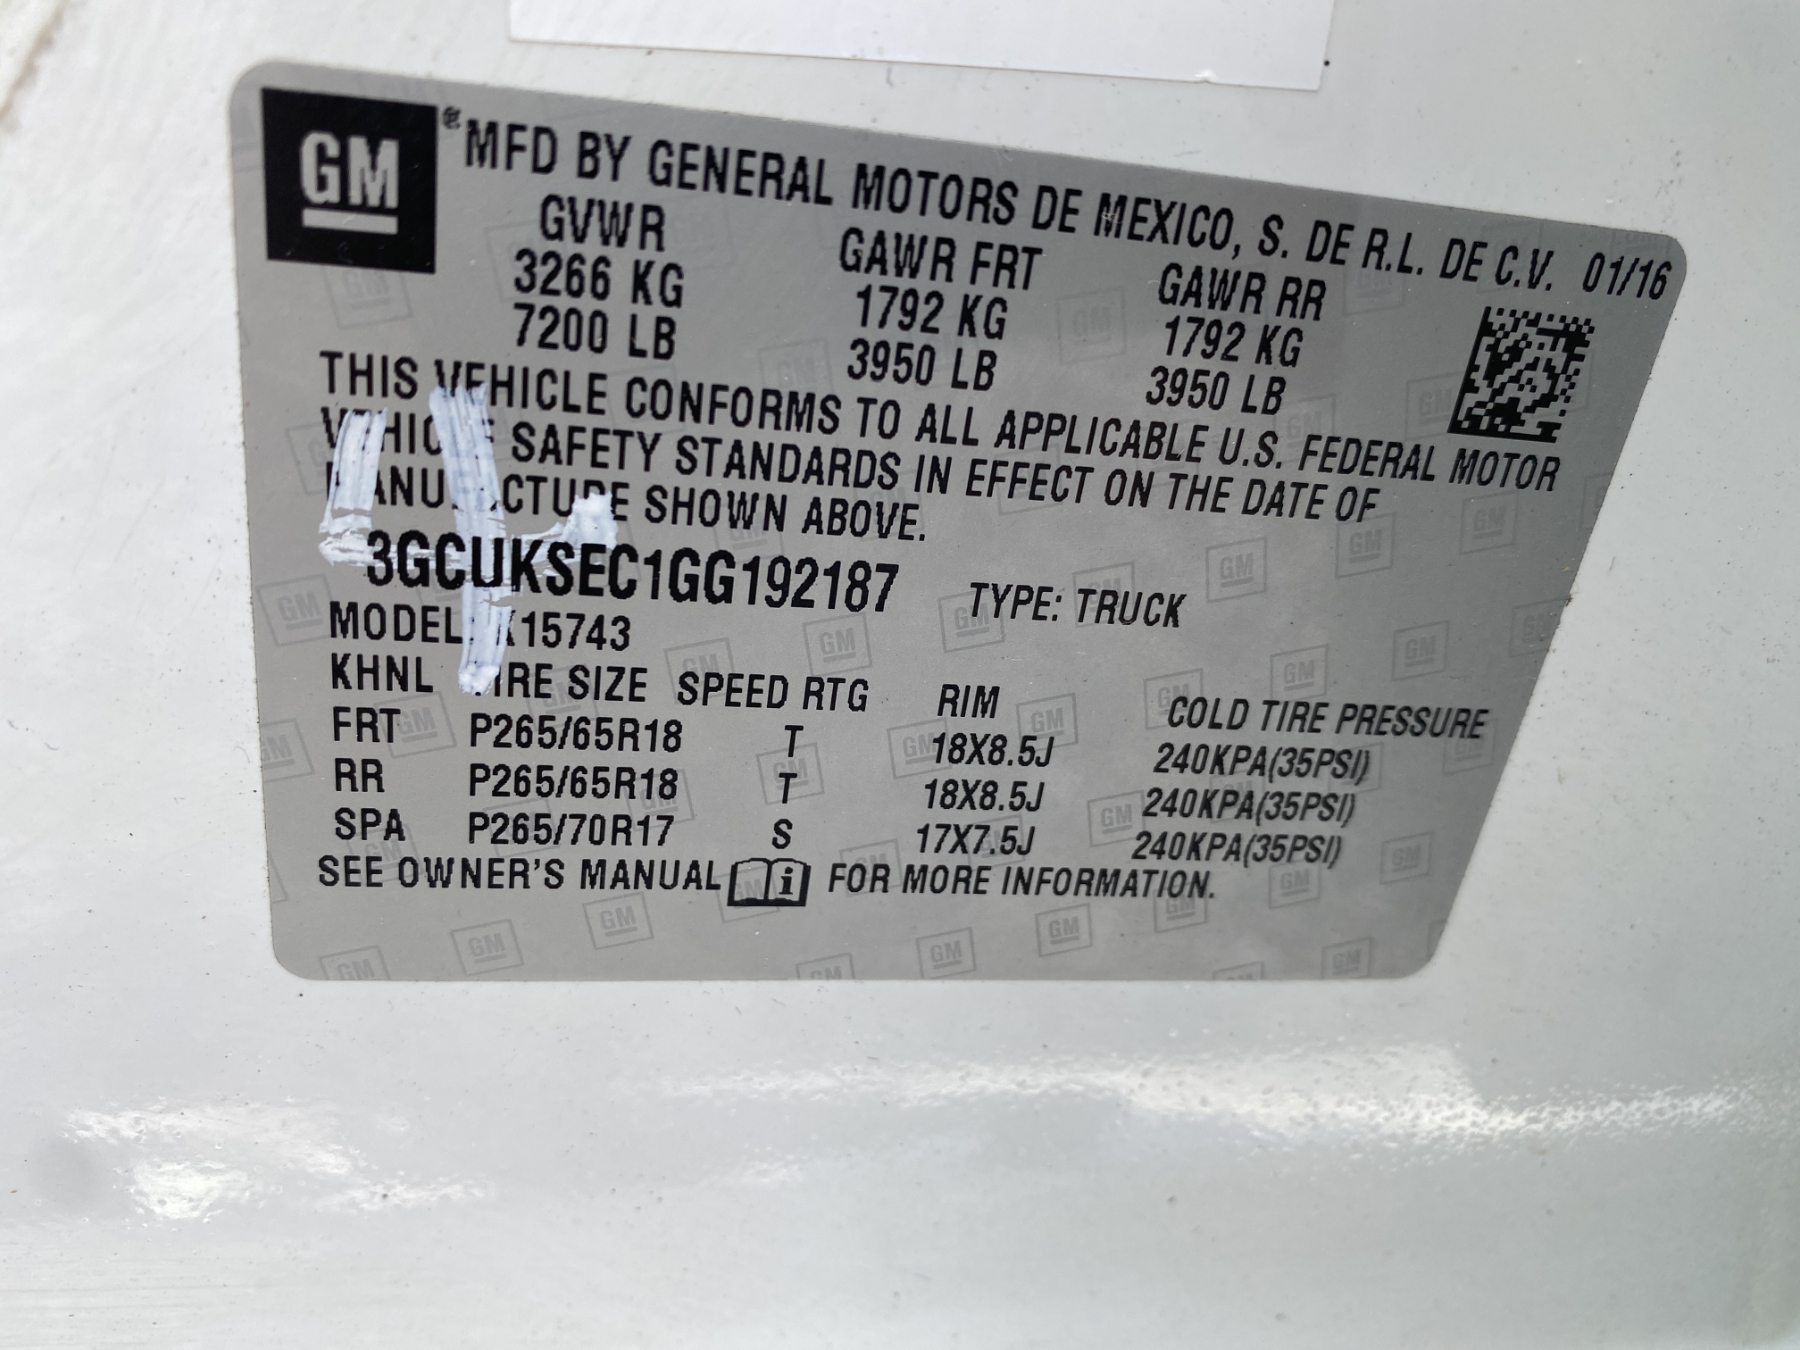 GM ® MFD BY GENERAL MOTORS DE MEXICO, S. DE R.L. DE C.V. 01/16
GVWR GAWR FRT GAWR RR
3266 KG 1792 KG 1792 KG
7200 LB 3950 LB 3950 LB
THIS VEHICLE CONFORMS TO ALL APPLICABLE U.S. FEDERAL MOTOR
VEHICLE SAFETY STANDARDS IN EFFECT ON THE DATE OF
MANUFACTURE SHOWN ABOVE.
4
3GCUKSEC1GG192187 TYPE: TRUCK
MODEL: K15743
KHNL TIRE SIZE SPEED RTG RIM COLD TIRE PRESSURE
FRT P265/65R18 T 18X8.5J 240KPA(35PSI)
RR P265/65R18 T 18X8.5J 240KPA(35PSI)
SPA P265/70R17 S 17X7.5J 240KPA(35PSI)
SEE OWNER'S MANUAL i FOR MORE INFORMATION.